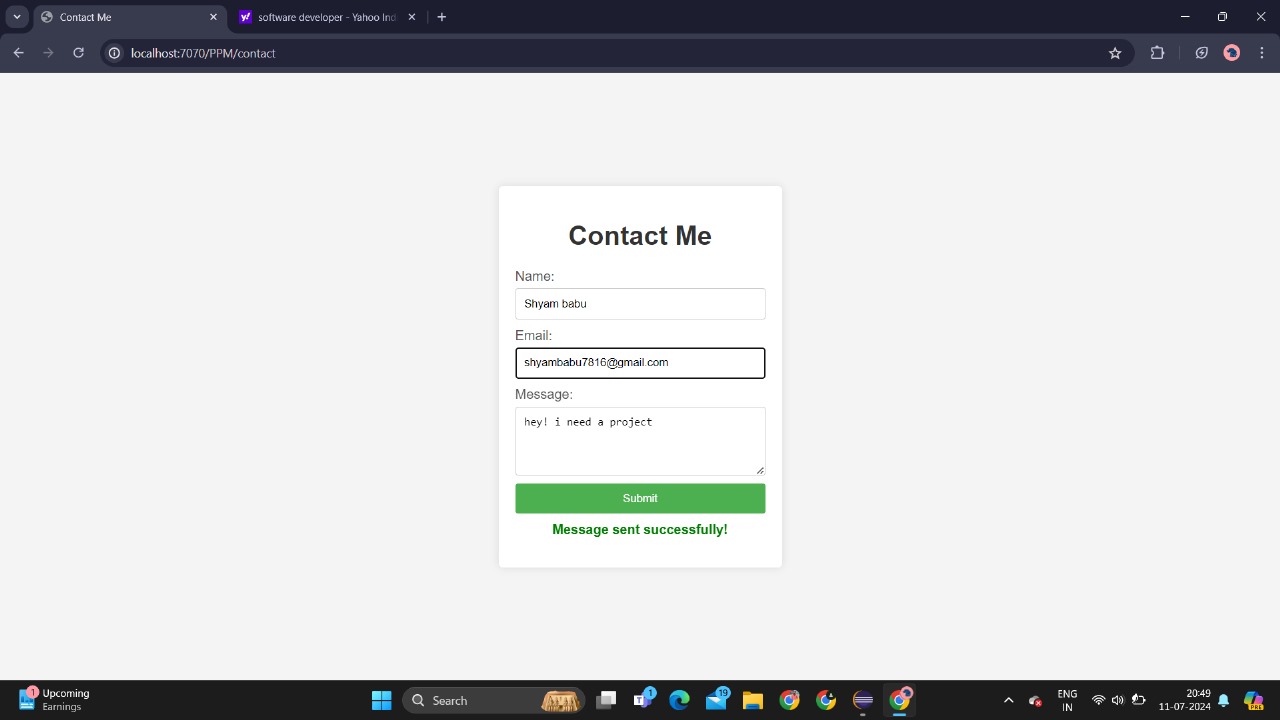 Contact Me
software developer - Yahoo Ind
localhost:7070/PPM/contact
Contact Me
Name:
Shyam babu
Email:
shyambabu7816@gmail.com
Message:
hey! i need a project
Submit
Message sent successfully!
1
Upcoming
Earnings
Search
1
19
ENG
IN
20:49
11-07-2024
PRE